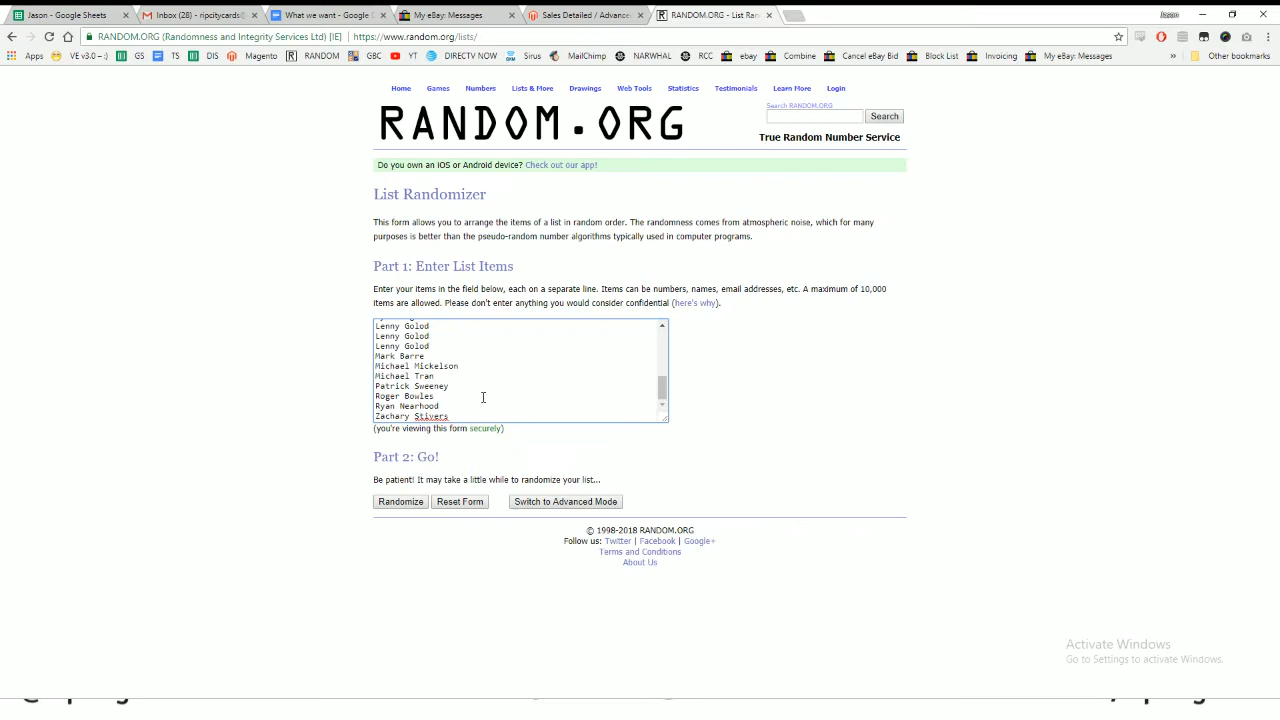 Jason - Google Sheets
Inbox (28) - ripcitycards@
What we want - Google D
My eBay: Messages
Sales Detailed / Advance
RANDOM.ORG - List Ran
Jason
RANDOM.ORG (Randomness and Integrity Services Ltd) [IE] https://www.random.org/lists/
Apps VE v3.0 -- :) GS TS DIS Magento RANDOM GBC YT DIRECTV NOW Sirus MailChimp NARWHAL RCC ebay Combine Cancel eBay Bid Block List Invoicing My eBay: Messages » Other bookmarks
Home Games Numbers Lists & More Drawings Web Tools Statistics Testimonials Learn More Login
RANDOM.ORG
Search RANDOM.ORG
Search
True Random Number Service
Do you own an iOS or Android device? Check out our app!
List Randomizer
This form allows you to arrange the items of a list in random order. The randomness comes from atmospheric noise, which for many
purposes is better than the pseudo-random number algorithms typically used in computer programs.
Part 1: Enter List Items
Enter your items in the field below, each on a separate line. Items can be numbers, names, email addresses, etc. A maximum of 10,000
items are allowed. Please don't enter anything you would consider confidential (here's why).
Lenny Golod
Lenny Golod
Lenny Golod
Mark Barre
Michael Mickelson
Michael Tran
Patrick Sweeney
Roger Bowles
Ryan Nearhood
Zachary Stivers
(you're viewing this form securely)
Part 2: Go!
Be patient! It may take a little while to randomize your list...
Randomize Reset Form Switch to Advanced Mode
© 1998-2018 RANDOM.ORG
Follow us: Twitter | Facebook | Google+
Terms and Conditions
About Us
Activate Windows
Go to Settings to activate Windows.